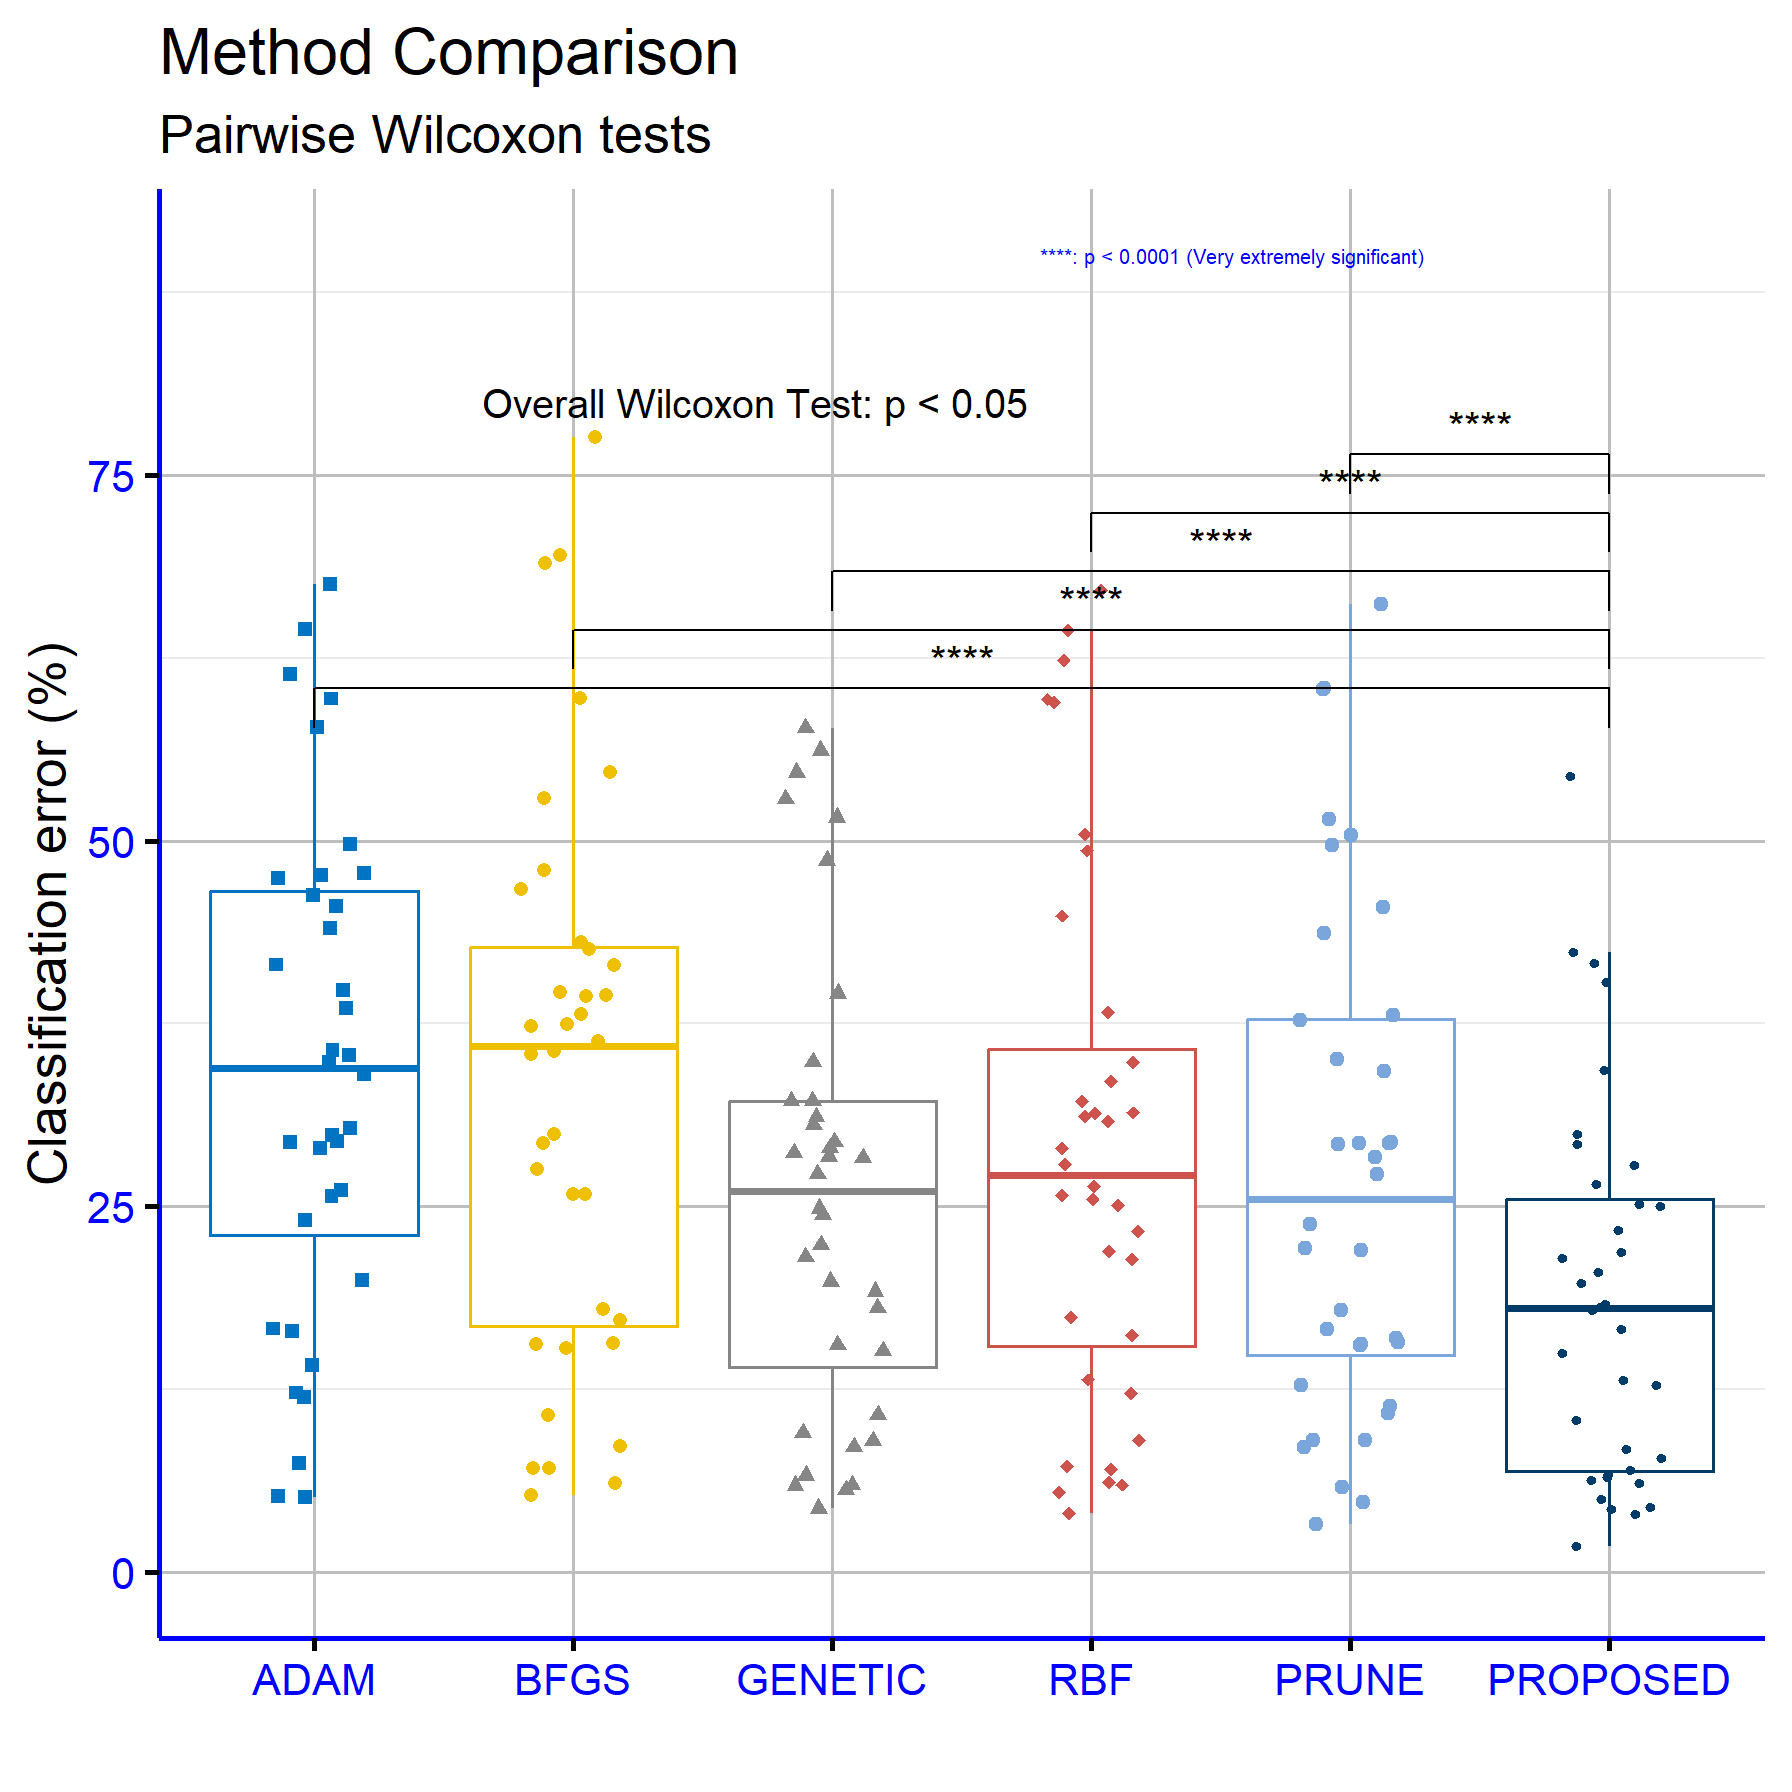 Method Comparison
Pairwise Wilcoxon tests
****: p < 0.0001 (Very extremely significant)
Overall Wilcoxon Test: p < 0.05
****
****
****
****
****
75
50
25
0
Classification error (%)
ADAM BFGS GENETIC RBF PRUNE PROPOSED